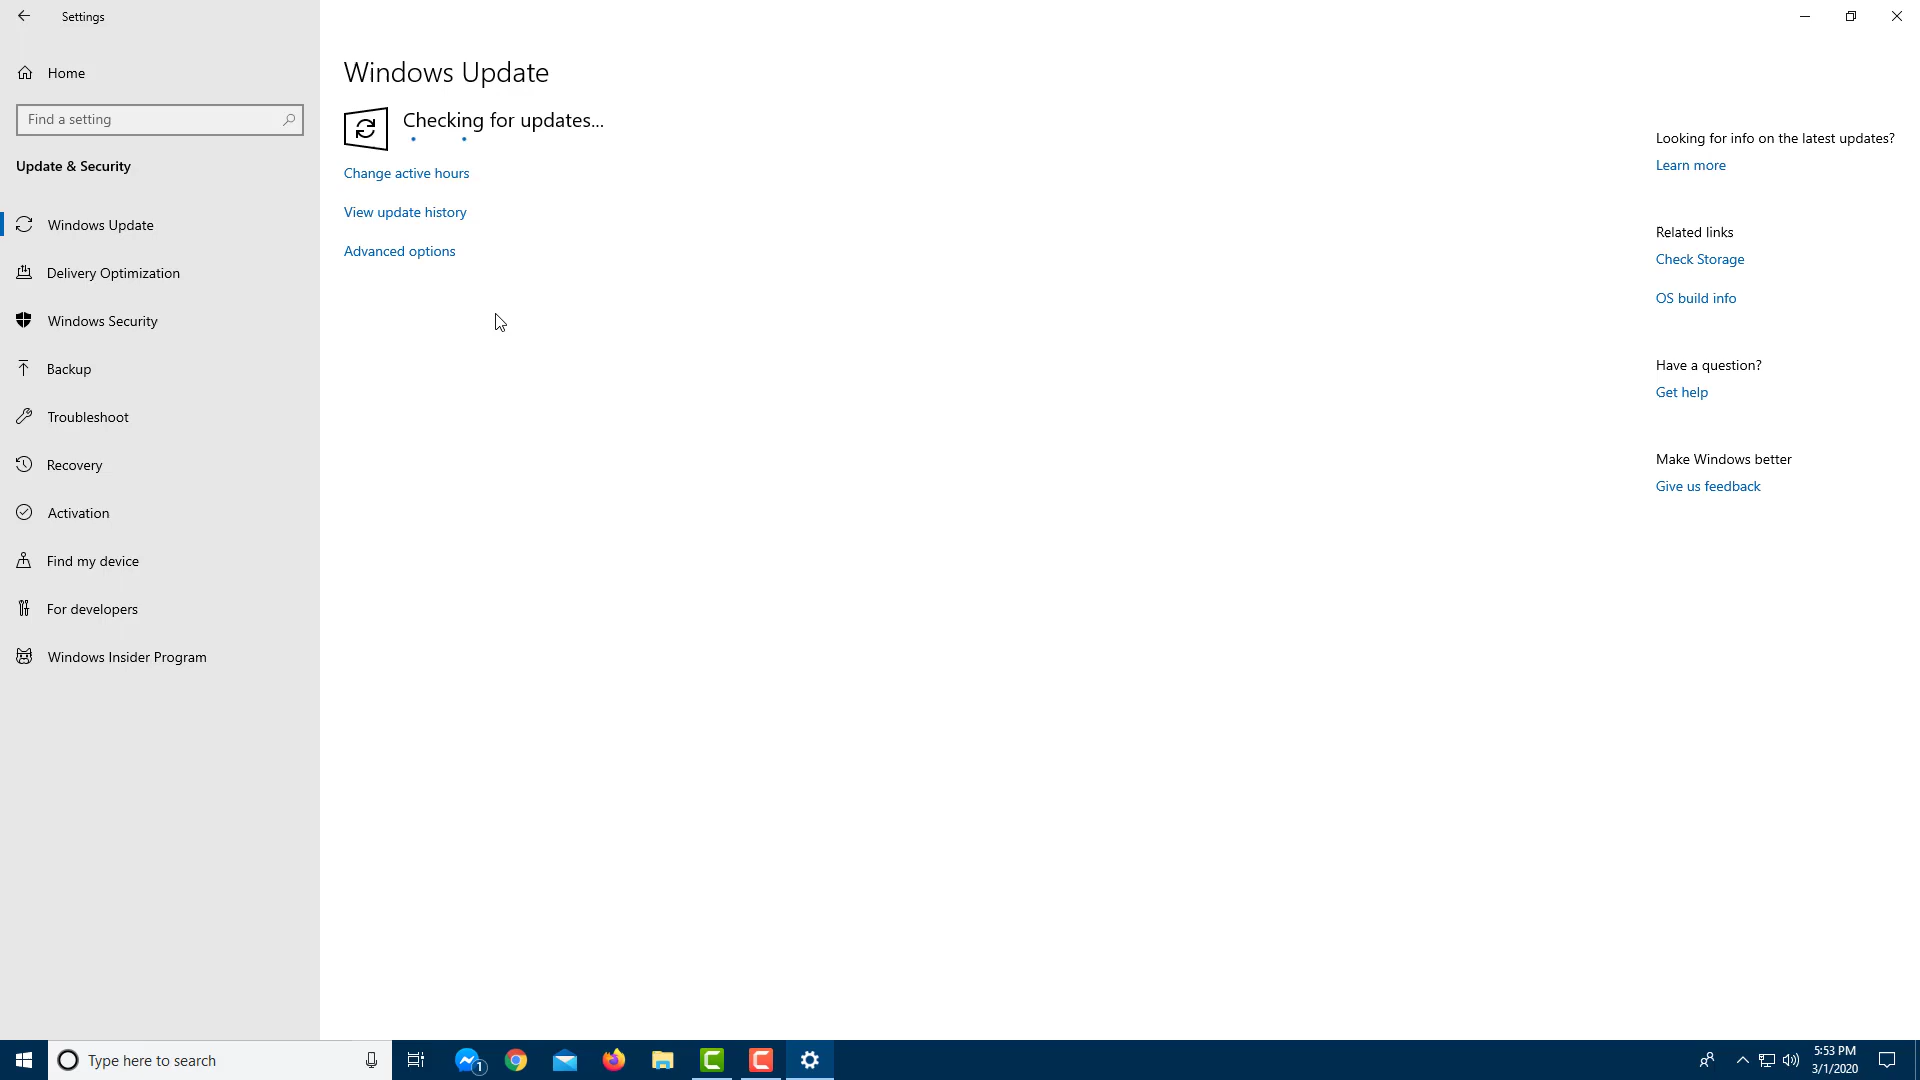 Settings
Home
Find a setting
Update & Security
Windows Update
Delivery Optimization
Windows Security
Backup
Troubleshoot
Recovery
Activation
Find my device
For developers
Windows Insider Program
Windows Update
Checking for updates...
Change active hours
View update history
Advanced options
Looking for info on the latest updates?
Learn more
Related links
Check Storage
OS build info
Have a question?
Get help
Make Windows better
Give us feedback
Type here to search
1
5:53 PM
3/1/2020